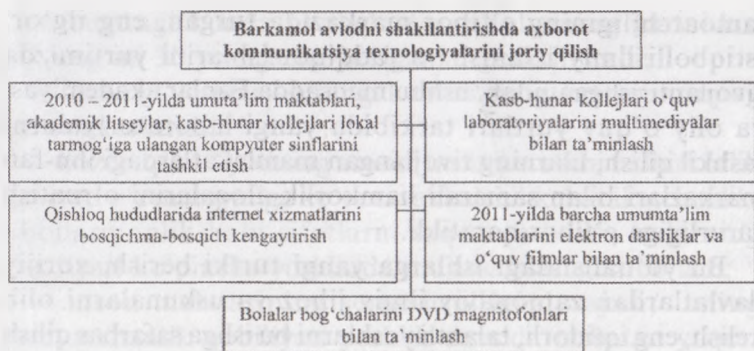 Barkamol avlodni shakllantirishda axborot
kommunikatsiya texnologiyalarini joriy qilish
2010 – 2011-yilda umuta’lim maktablari,
akademik litseylar, kasb-hunar kollejlari lokal
tarmog‘iga ulangan kompyuter sinflarini
tashkil etish
Kasb-hunar kollejlari o‘quv
laboratoriyalarini multimediyalar
bilan ta’minlash
Qishloq hududlarida internet xizmatlarini
bosqichma-bosqich kengaytirish
2011-yilda barcha umumta’lim
maktablarini elektron darsliklar va
o‘quv filmlar bilan ta’minlash
Bolalar bog‘chalarini DVD magnitofonlari
bilan ta’minlash